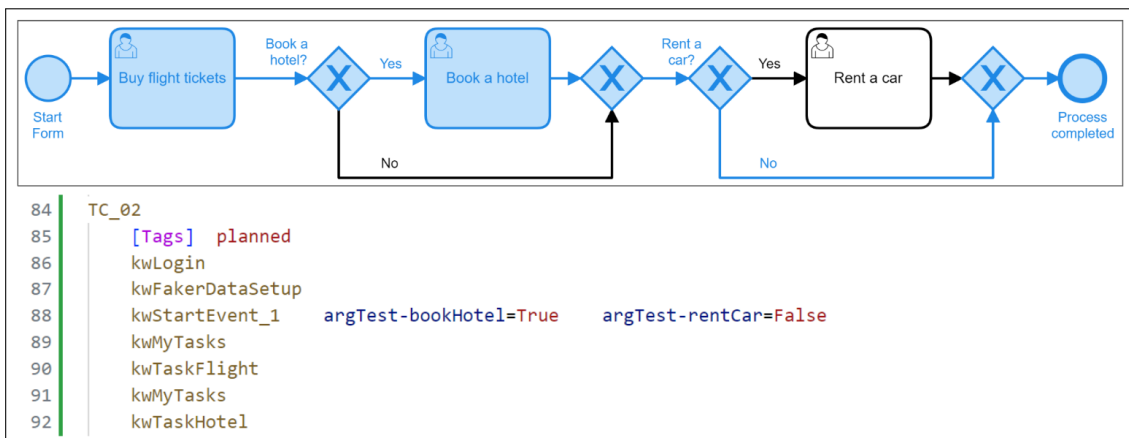 Book a
hotel?
Rent a
car?
Buy flight tickets
X
Yes
Book a hotel
X
X
Yes
Rent a car
X
Start
Form
Process
completed
No
No
84 TC_02
85 [Tags] planned
86 kwLogin
87 kwFakerDataSetup
88 kwStartEvent_1 argTest-bookHotel=True argTest-rentCar=False
89 kwMyTasks
90 kwTaskFlight
91 kwMyTasks
92 kwTaskHotel